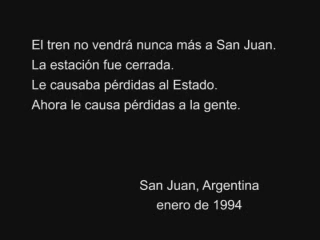 El tren no vendrá nunca más a San Juan.
La estación fue cerrada.
Le causaba pérdidas al Estado.
Ahora le causa pérdidas a la gente.
San Juan, Argentina
enero de 1994